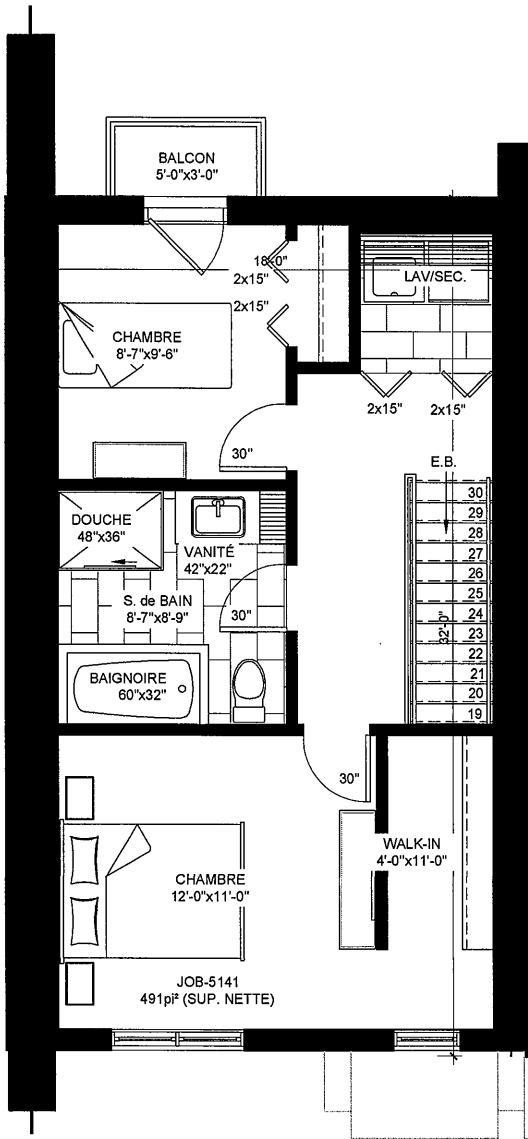 BALCON
5'-0"x3'-0"
18'-0"
2x15"
LAV/SEC.
2x15"
CHAMBRE
8'-7"x9'-6"
2x15" 2x15"
30"
E.B.
30
29
28
27
26
25
24
23
22
21
20
19
32'-0"
DOUCHE
48"x36"
VANITÉ
42"x22"
S. de BAIN
8'-7"x8'-9"
30"
BAIGNOIRE
60"x32"
30"
WALK-IN
4'-0"x11'-0"
CHAMBRE
12'-0"x11'-0"
JOB-5141
491pi² (SUP. NETTE)